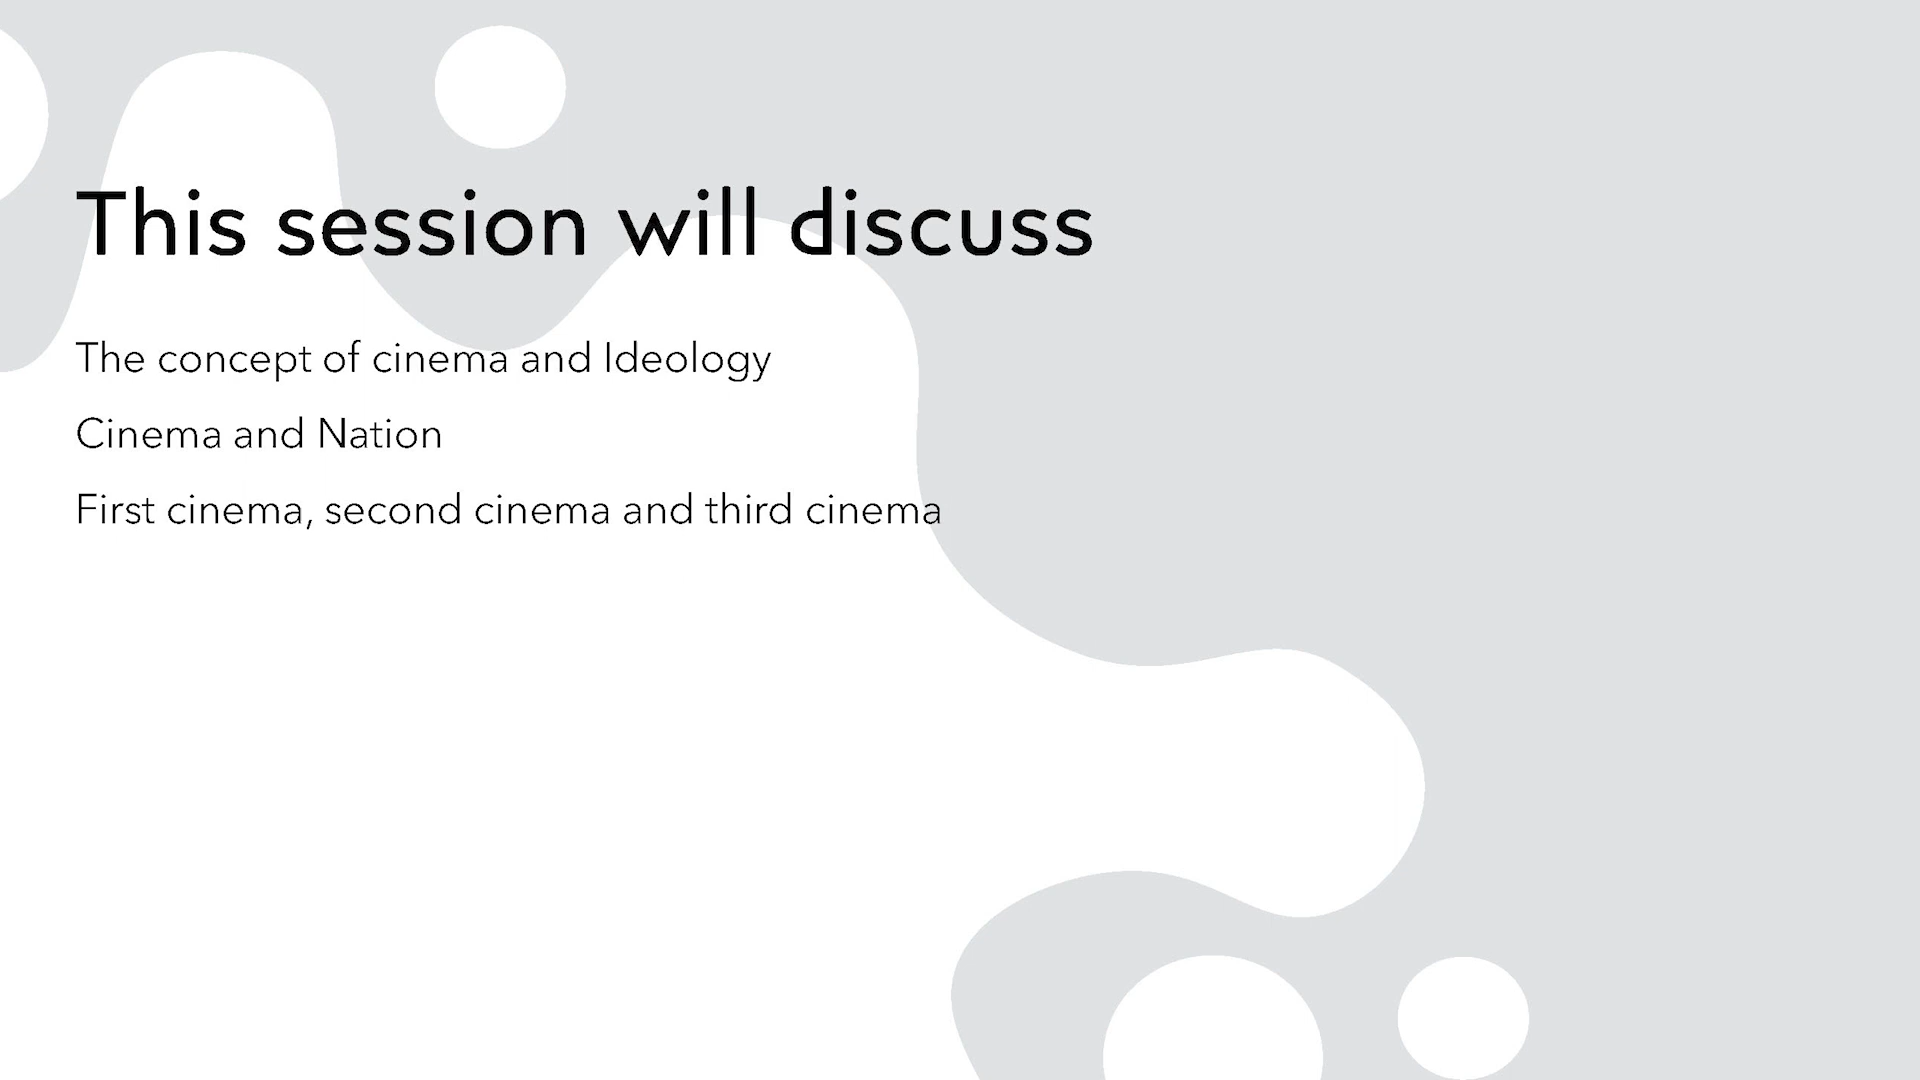 This session will discuss
The concept of cinema and Ideology
Cinema and Nation
First cinema, second cinema and third cinema